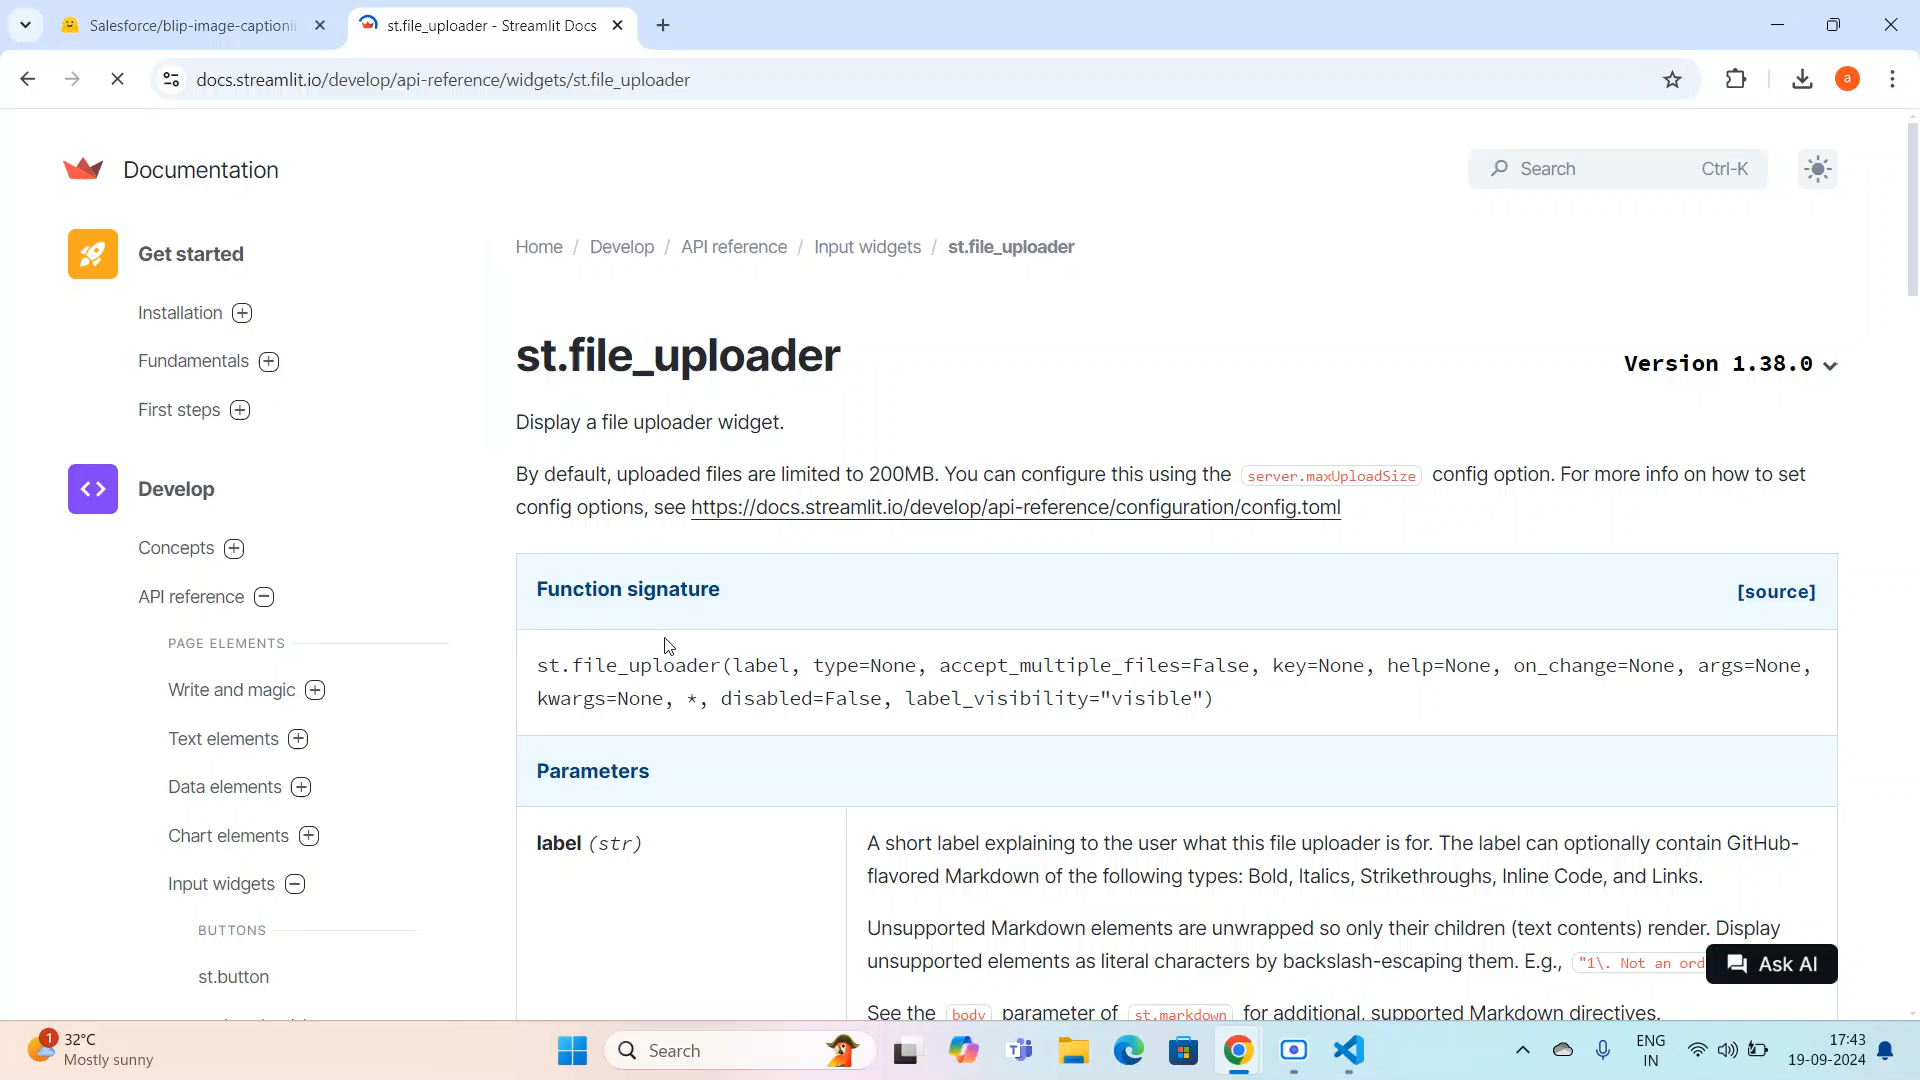 Salesforce/blip-image-captioni
st.file_uploader - Streamlit Docs
docs.streamlit.io/develop/api-reference/widgets/st.file_uploader
a
Documentation
Search
Ctrl-K
Get started
Installation
Fundamentals
First steps
Develop
Concepts
API reference
PAGE ELEMENTS
Write and magic
Text elements
Data elements
Chart elements
Input widgets
BUTTONS
st.button
Home / Develop / API reference / Input widgets / st.file_uploader
st.file_uploader
Version 1.38.0
Display a file uploader widget.
By default, uploaded files are limited to 200MB. You can configure this using the server.maxUploadSize config option. For more info on how to set
config options, see https://docs.streamlit.io/develop/api-reference/configuration/config.toml
Function signature
[source]
st.file_uploader(label, type=None, accept_multiple_files=False, key=None, help=None, on_change=None, args=None,
kwargs=None, *, disabled=False, label_visibility="visible")
Parameters
label (str)
A short label explaining to the user what this file uploader is for. The label can optionally contain GitHub-
flavored Markdown of the following types: Bold, Italics, Strikethroughs, Inline Code, and Links.
Unsupported Markdown elements are unwrapped so only their children (text contents) render. Display
unsupported elements as literal characters by backslash-escaping them. E.g., "1\. Not an ord
Ask AI
See the body parameter of st.markdown for additional, supported Markdown directives.
1
32°C
Mostly sunny
Search
ENG
IN
17:43
19-09-2024